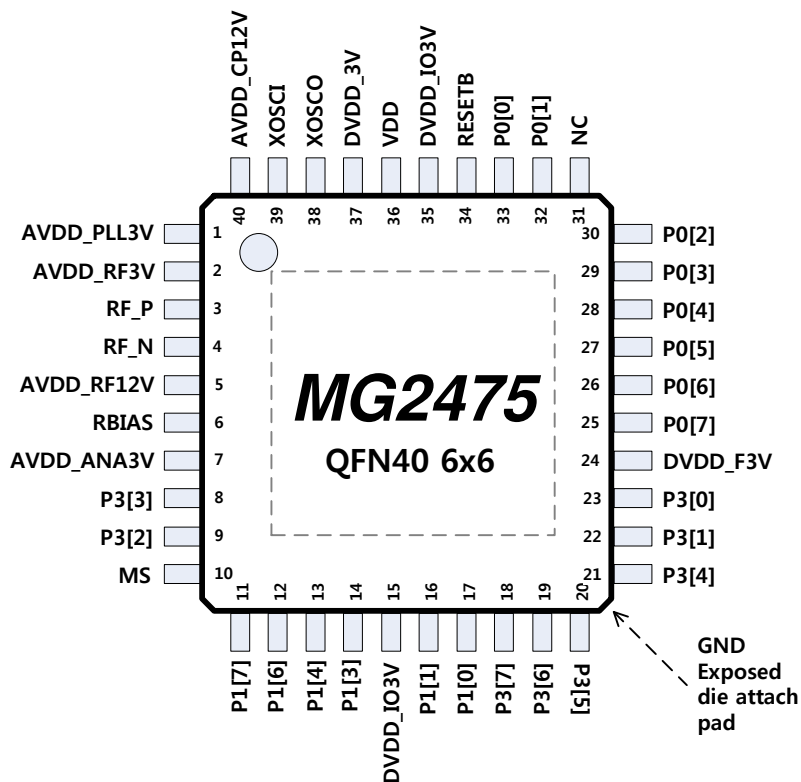 AVDD_CP12V
XOSCI
XOSCO
DVDD_3V
VDD
DVDD_IO3V
RESETB
P0[0]
P0[1]
NC
40
39
38
37
36
35
34
33
32
31
AVDD_PLL3V 1
AVDD_RF3V 2
RF_P 3
RF_N 4
AVDD_RF12V 5
RBIAS 6
AVDD_ANA3V 7
P3[3] 8
P3[2] 9
MS 10
MG2475
QFN40 6x6
30 P0[2]
29 P0[3]
28 P0[4]
27 P0[5]
26 P0[6]
25 P0[7]
24 DVDD_F3V
23 P3[0]
22 P3[1]
21 P3[4]
11
12
13
14
15
16
17
18
19
20
P1[7]
P1[6]
P1[4]
P1[3]
DVDD_IO3V
P1[1]
P1[0]
P3[7]
P3[6]
P3[5]
GND
Exposed
die attach
pad